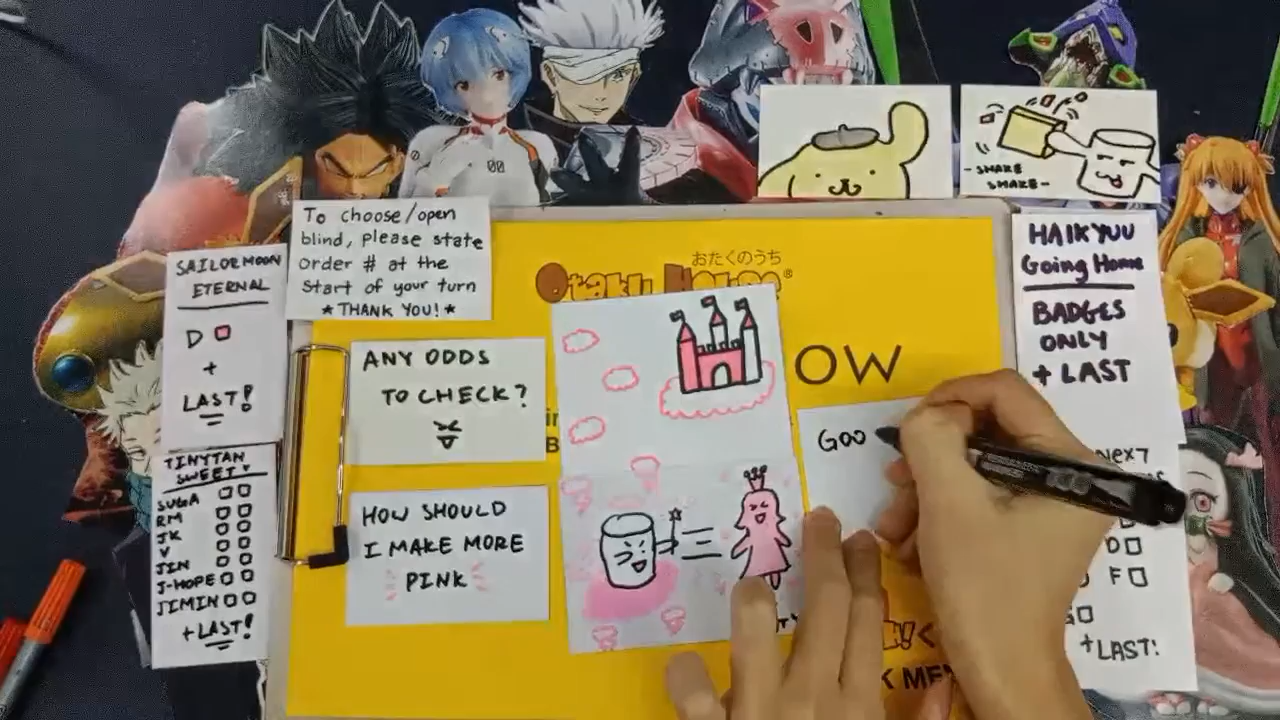 To choose/open
blind, please state
order # at the
start of your turn
★THANK YOU!★
SAILORMOON
ETERNAL
D
+
LAST!
TINYTAN
SWEET
SUGA
RM
JK
V
JIN
J-HOPE
JIMIN
+LAST!
ANY ODDS
TO CHECK?
HOW SHOULD
I MAKE MORE
PINK
おたくのうち
Otaku House®
OW
GOO
00
- SHAKE
SHAKE -
HAIKYUU
Going Home
BADGES
ONLY
+ LAST
Next
D
F
G
+LAST!